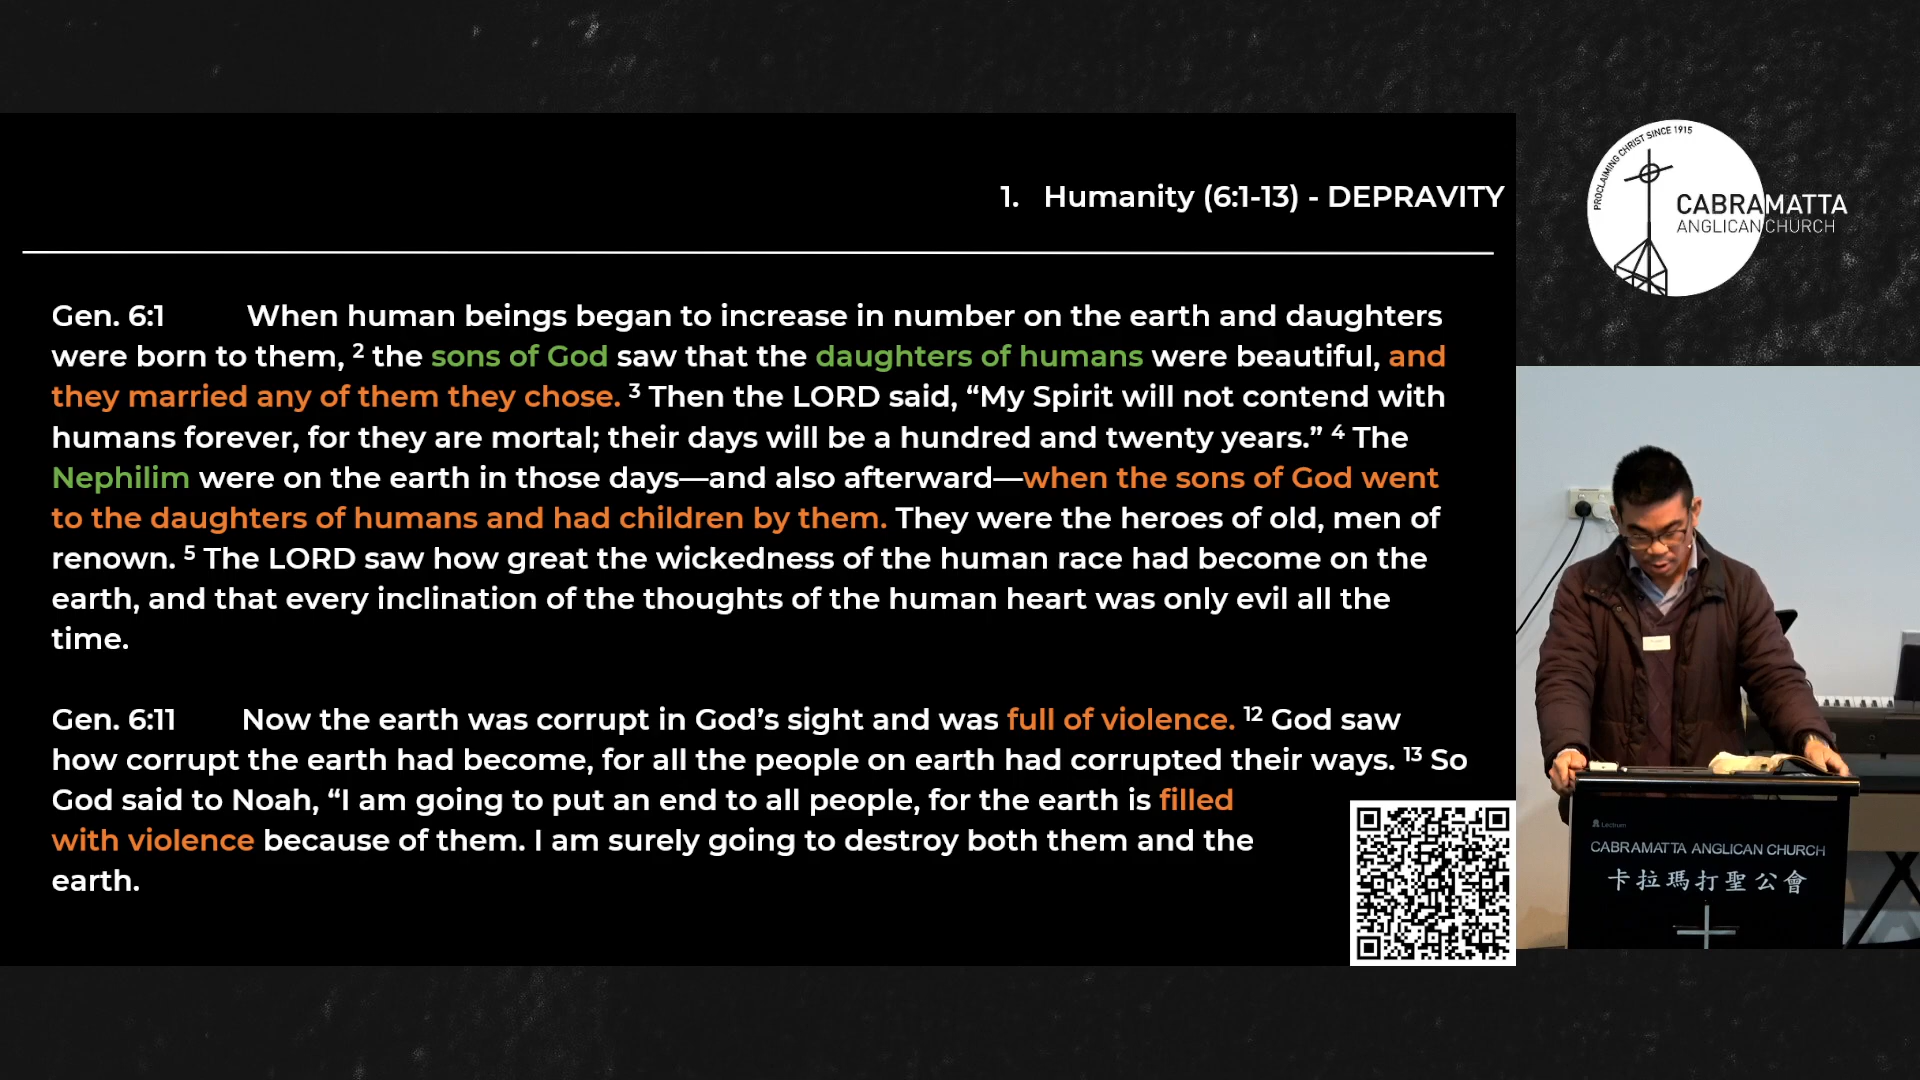 1. Humanity (6:1-13) - DEPRAVITY
Gen. 6:1 When human beings began to increase in number on the earth and daughters
were born to them, ² the sons of God saw that the daughters of humans were beautiful, and
they married any of them they chose. ³ Then the LORD said, “My Spirit will not contend with
humans forever, for they are mortal; their days will be a hundred and twenty years.” ⁴ The
Nephilim were on the earth in those days—and also afterward—when the sons of God went
to the daughters of humans and had children by them. They were the heroes of old, men of
renown. ⁵ The LORD saw how great the wickedness of the human race had become on the
earth, and that every inclination of the thoughts of the human heart was only evil all the
time.
Gen. 6:11 Now the earth was corrupt in God’s sight and was full of violence. ¹² God saw
how corrupt the earth had become, for all the people on earth had corrupted their ways. ¹³ So
God said to Noah, “I am going to put an end to all people, for the earth is filled
with violence because of them. I am surely going to destroy both them and the
earth.
PROCLAIMING CHRIST SINCE 1915
CABRAMATTA
ANGLICAN CHURCH
Lectrum
CABRAMATTA ANGLICAN CHURCH
卡拉瑪打聖公會